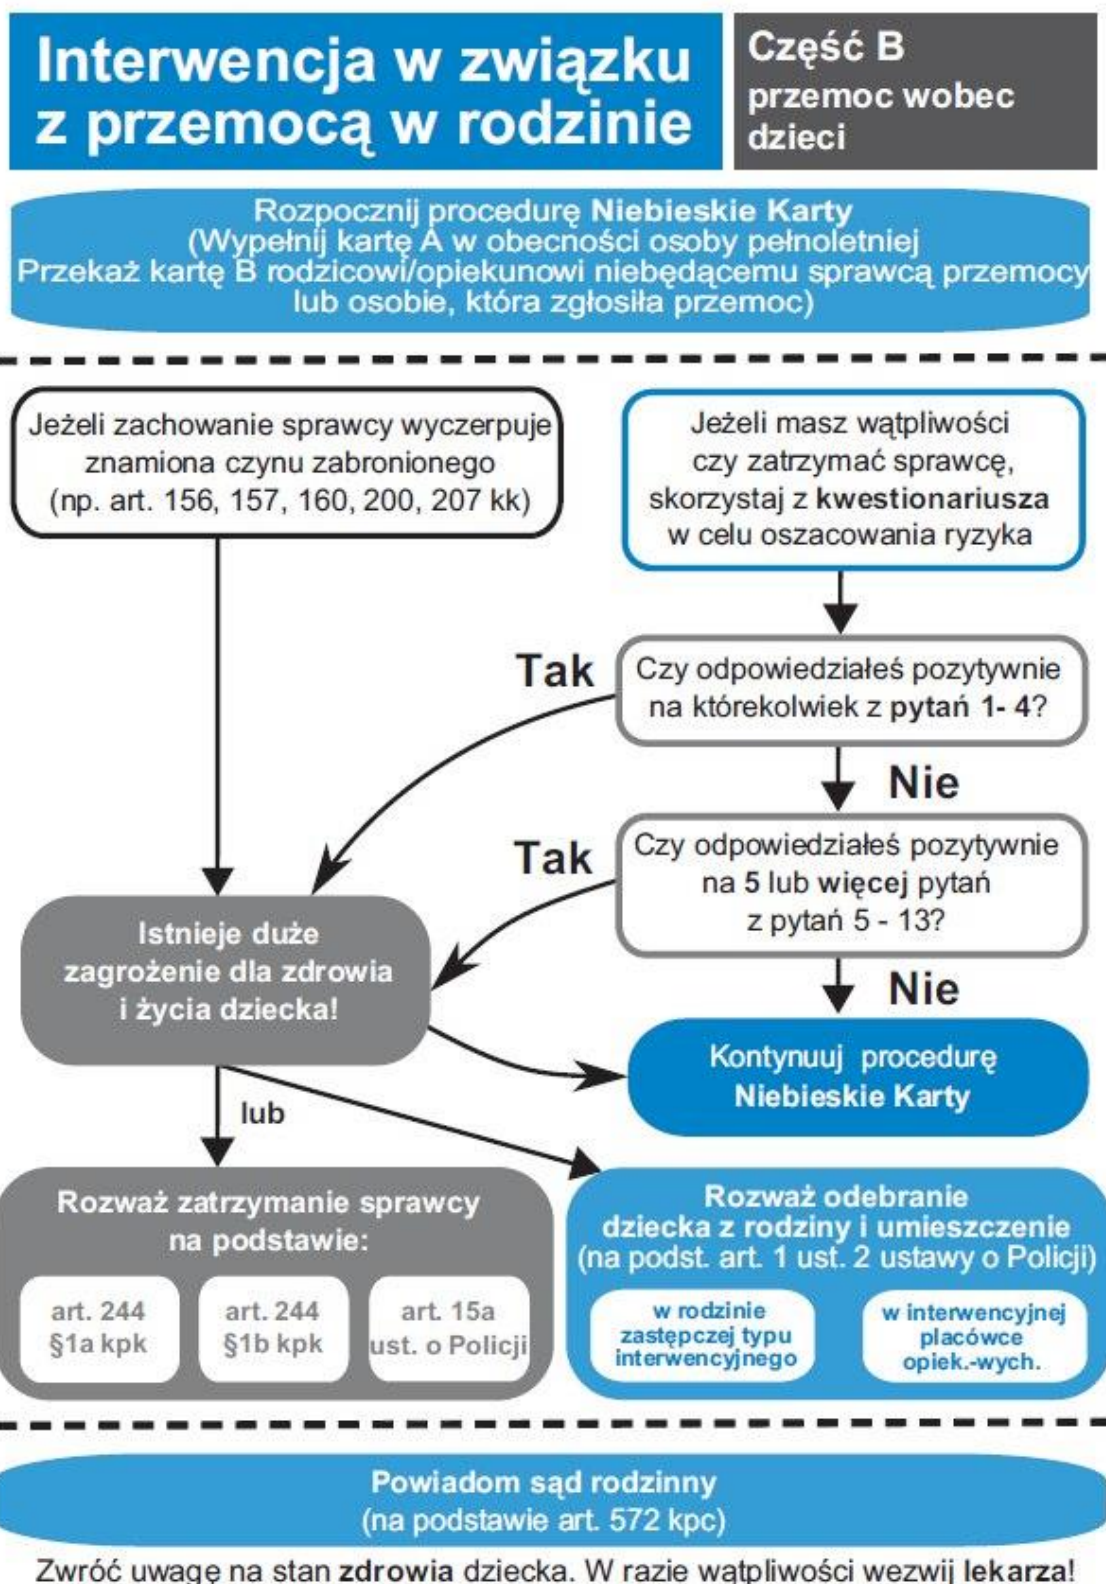 Interwencja w związku
z przemocą w rodzinie
Część B
przemoc wobec
dzieci
Rozpocznij procedurę Niebieskie Karty
(Wypełnij kartę A w obecności osoby pełnoletniej
Przekaż kartę B rodzicowi/opiekunowi niebędącemu sprawcą przemocy
lub osobie, która zgłosiła przemoc)
Jeżeli zachowanie sprawcy wyczerpuje
znamiona czynu zabronionego
(np. art. 156, 157, 160, 200, 207 kk)
Jeżeli masz wątpliwości
czy zatrzymać sprawcę,
skorzystaj z kwestionariusza
w celu oszacowania ryzyka
Tak
Czy odpowiedziałeś pozytywnie
na którekolwiek z pytań 1- 4?
Nie
Tak
Czy odpowiedziałeś pozytywnie
na 5 lub więcej pytań
z pytań 5 - 13?
Istnieje duże
zagrożenie dla zdrowia
i życia dziecka!
Nie
Kontynuuj procedurę
Niebieskie Karty
lub
Rozważ zatrzymanie sprawcy
na podstawie:
art. 244
§1a kpk
art. 244
§1b kpk
art. 15a
ust. o Policji
Rozważ odebranie
dziecka z rodziny i umieszczenie
(na podst. art. 1 ust. 2 ustawy o Policji)
w rodzinie
zastępczej typu
interwencyjnego
w interwencyjnej
placówce
opiek.-wych.
Powiadom sąd rodzinny
(na podstawie art. 572 kpc)
Zwróć uwagę na stan zdrowia dziecka. W razie wątpliwości wezwij lekarza!